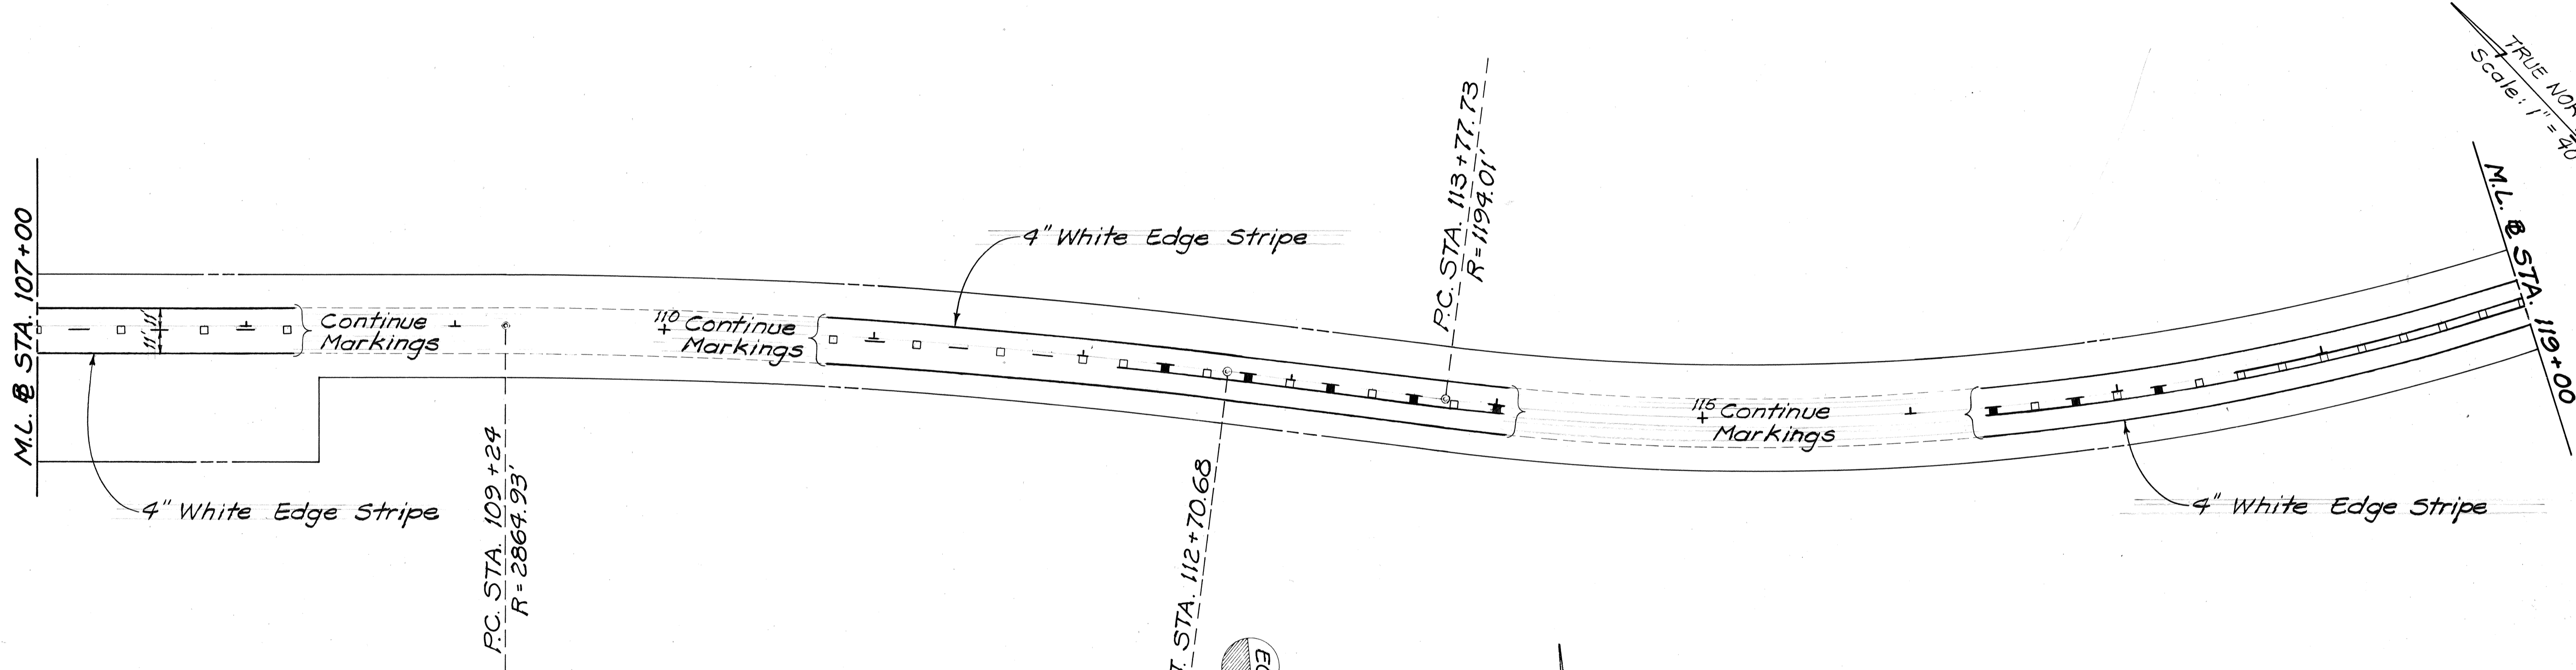 TRUE NOR
Scale: 1" = 40
M.L. ⅊ STA. 107+00
11' 11'
Continue
Markings
4" White Edge Stripe
P.C. STA. 109+24
R=2864.93'
110 Continue
Markings
4" White Edge Stripe
T. STA. 112+70.68
P.C. STA. 113+77.73
R=1194.01'
115 Continue
Markings
4" White Edge Stripe
M.L. ⅊ STA. 119+00